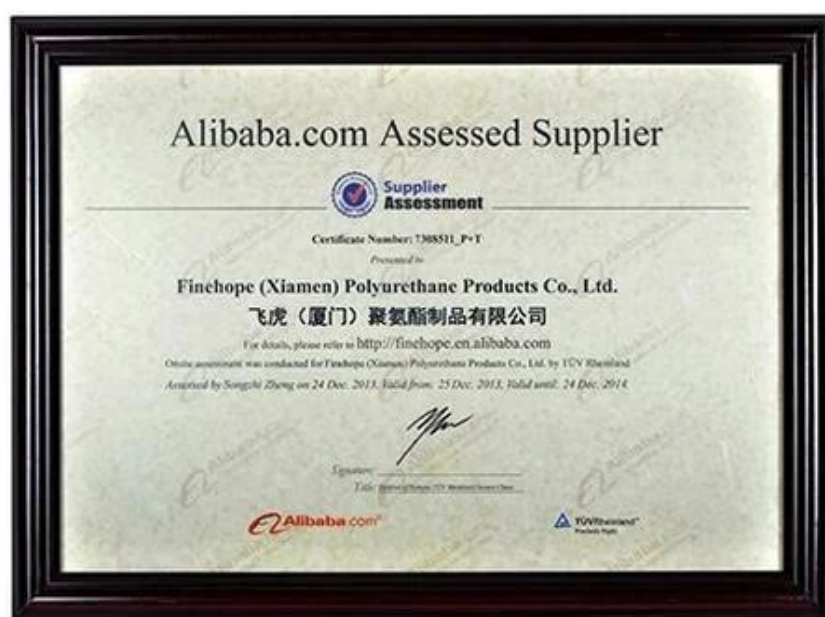 Alibaba.com Assessed Supplier
Supplier
Assessment
Certificate Number: 7308511_P+T
Presented to
Finehope (Xiamen) Polyurethane Products Co., Ltd.
飞虎（厦门）聚氨酯制品有限公司
For details, please refer to http://finehope.en.alibaba.com
Onsite assessment was conducted for Finehope (Xiamen) Polyurethane Products Co., Ltd. by TÜV Rheinland
Assessed by Songzhi Zheng on 24 Dec. 2013, Valid from: 25 Dec. 2013, Valid until: 24 Dec. 2014.
Signature:
Title:
Alibaba.com®
TÜVRheinland®
Precisely Right.